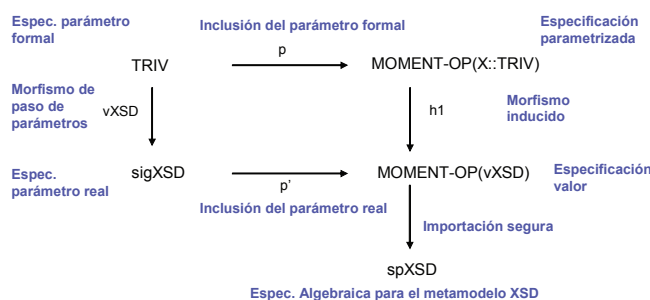 Espec. parámetro
formal
Inclusión del parámetro formal
Especificación
parametrizada
TRIV
p
MOMENT-OP(X::TRIV)
Morfismo de
paso de
parámetros
vXSD
h1
Morfismo
inducido
Espec.
parámetro real
sigXSD
p'
MOMENT-OP(vXSD)
Especificación
valor
Inclusión del parámetro real
Importación segura
spXSD
Espec. Algebraica para el metamodelo XSD